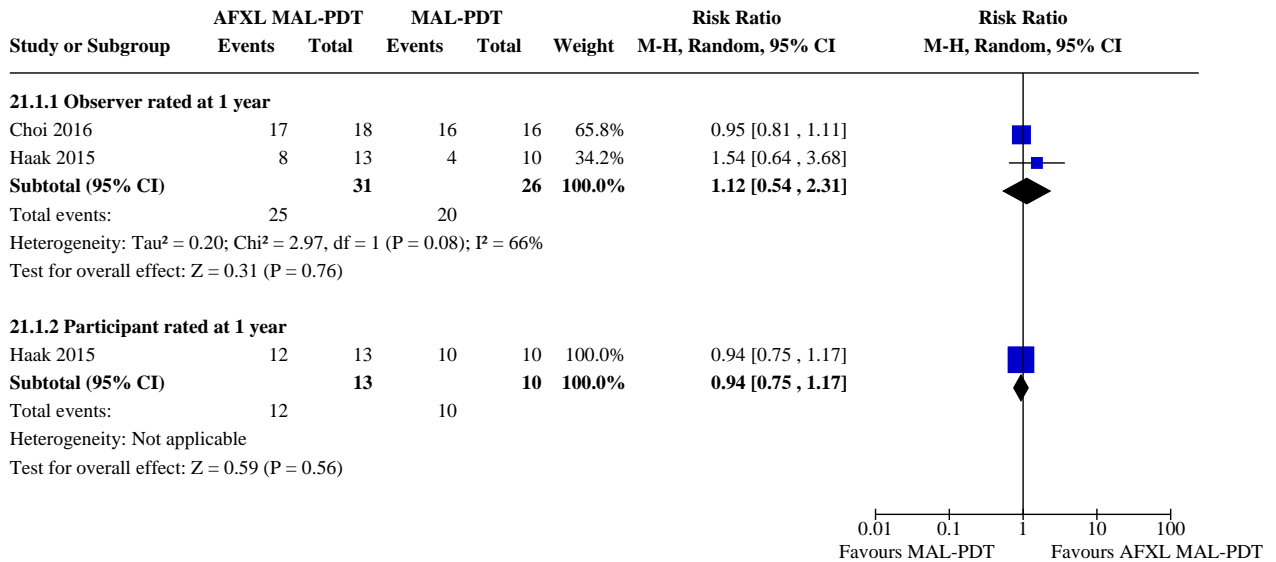 AFXL MAL-PDT MAL-PDT Risk Ratio Risk Ratio
Study or Subgroup Events Total Events Total Weight M-H, Random, 95% CI M-H, Random, 95% CI
21.1.1 Observer rated at 1 year
Choi 2016 17 18 16 16 65.8% 0.95 [0.81 , 1.11]
Haak 2015 8 13 4 10 34.2% 1.54 [0.64 , 3.68]
Subtotal (95% CI) 31 26 100.0% 1.12 [0.54 , 2.31]
Total events: 25 20
Heterogeneity: Tau² = 0.20; Chi² = 2.97, df = 1 (P = 0.08); I² = 66%
Test for overall effect: Z = 0.31 (P = 0.76)
21.1.2 Participant rated at 1 year
Haak 2015 12 13 10 10 100.0% 0.94 [0.75 , 1.17]
Subtotal (95% CI) 13 10 100.0% 0.94 [0.75 , 1.17]
Total events: 12 10
Heterogeneity: Not applicable
Test for overall effect: Z = 0.59 (P = 0.56)
0.01 0.1 1 10 100
Favours MAL-PDT Favours AFXL MAL-PDT